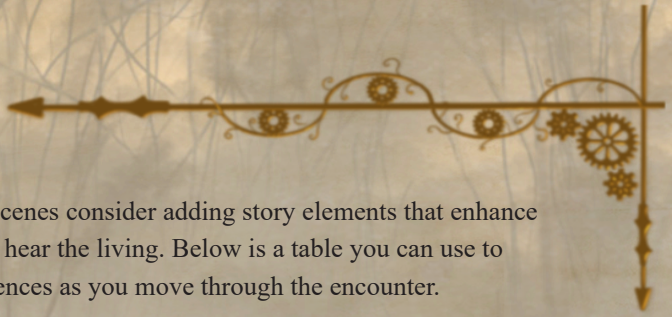 cenes consider adding story elements that enhance
hear the living. Below is a table you can use to
ences as you move through the encounter.